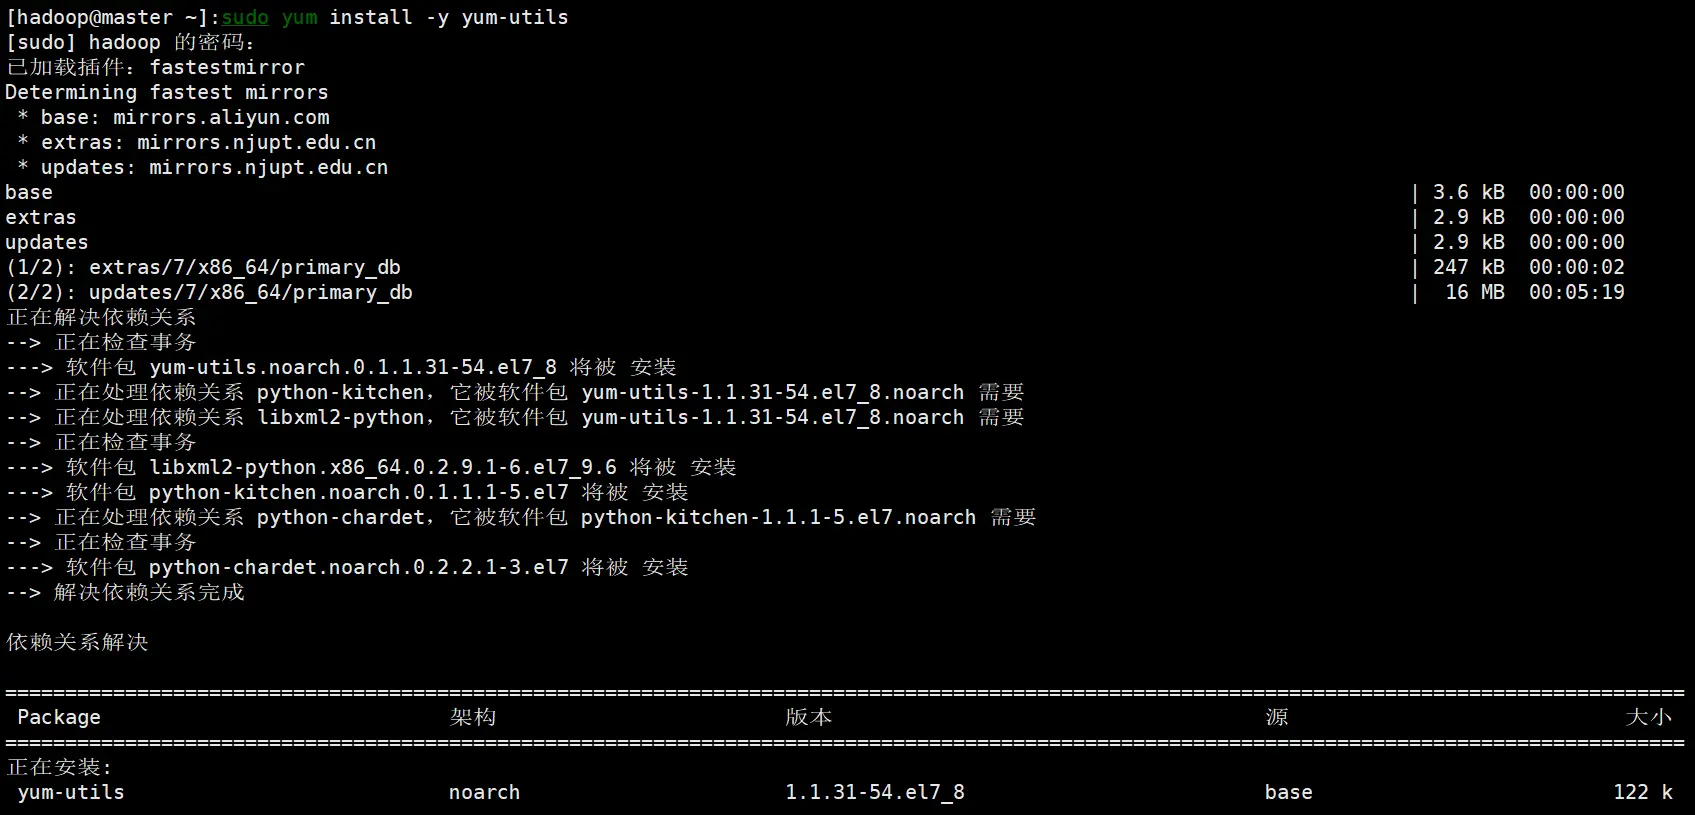 [hadoop@master ~]:sudo yum install -y yum-utils
[sudo] hadoop 的密码：
已加载插件：fastestmirror
Determining fastest mirrors
 * base: mirrors.aliyun.com
 * extras: mirrors.njupt.edu.cn
 * updates: mirrors.njupt.edu.cn
base | 3.6 kB 00:00:00
extras | 2.9 kB 00:00:00
updates | 2.9 kB 00:00:00
(1/2): extras/7/x86_64/primary_db | 247 kB 00:00:02
(2/2): updates/7/x86_64/primary_db | 16 MB 00:05:19
正在解决依赖关系
--> 正在检查事务
---> 软件包 yum-utils.noarch.0.1.1.31-54.el7_8 将被 安装
--> 正在处理依赖关系 python-kitchen，它被软件包 yum-utils-1.1.31-54.el7_8.noarch 需要
--> 正在处理依赖关系 libxml2-python，它被软件包 yum-utils-1.1.31-54.el7_8.noarch 需要
--> 正在检查事务
---> 软件包 libxml2-python.x86_64.0.2.9.1-6.el7_9.6 将被 安装
---> 软件包 python-kitchen.noarch.0.1.1.1-5.el7 将被 安装
--> 正在处理依赖关系 python-chardet，它被软件包 python-kitchen-1.1.1-5.el7.noarch 需要
--> 正在检查事务
---> 软件包 python-chardet.noarch.0.2.2.1-3.el7 将被 安装
--> 解决依赖关系完成
依赖关系解决
============================================================================================================================================
Package 架构 版本 源 大小
============================================================================================================================================
正在安装:
yum-utils noarch 1.1.31-54.el7_8 base 122 k